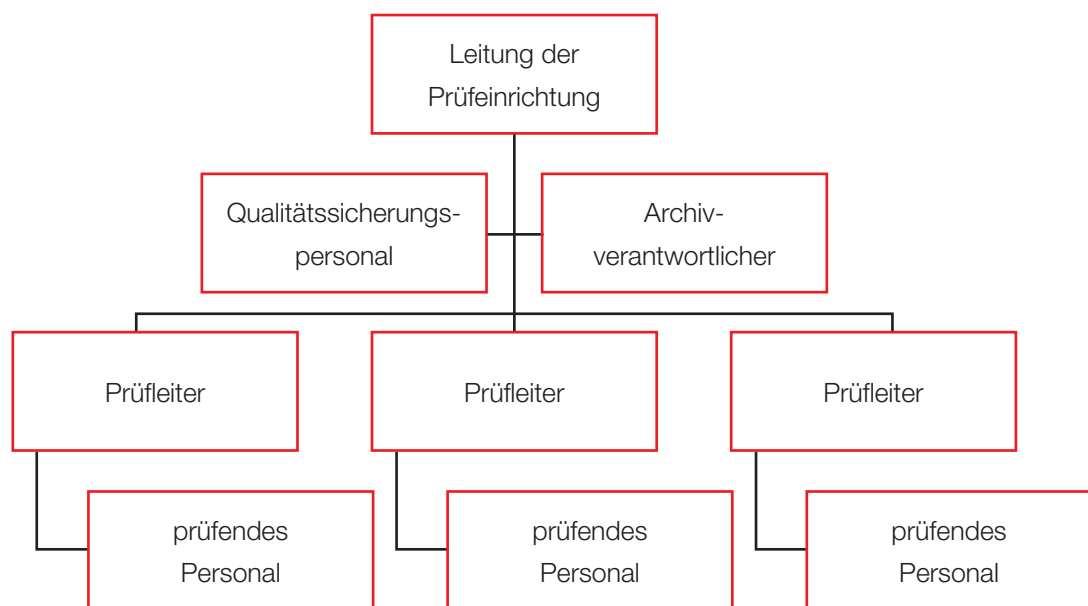 Leitung der
Prüfeinrichtung
Qualitätssicherungs-
personal
Archiv-
verantwortlicher
Prüfleiter
Prüfleiter
Prüfleiter
prüfendes
Personal
prüfendes
Personal
prüfendes
Personal